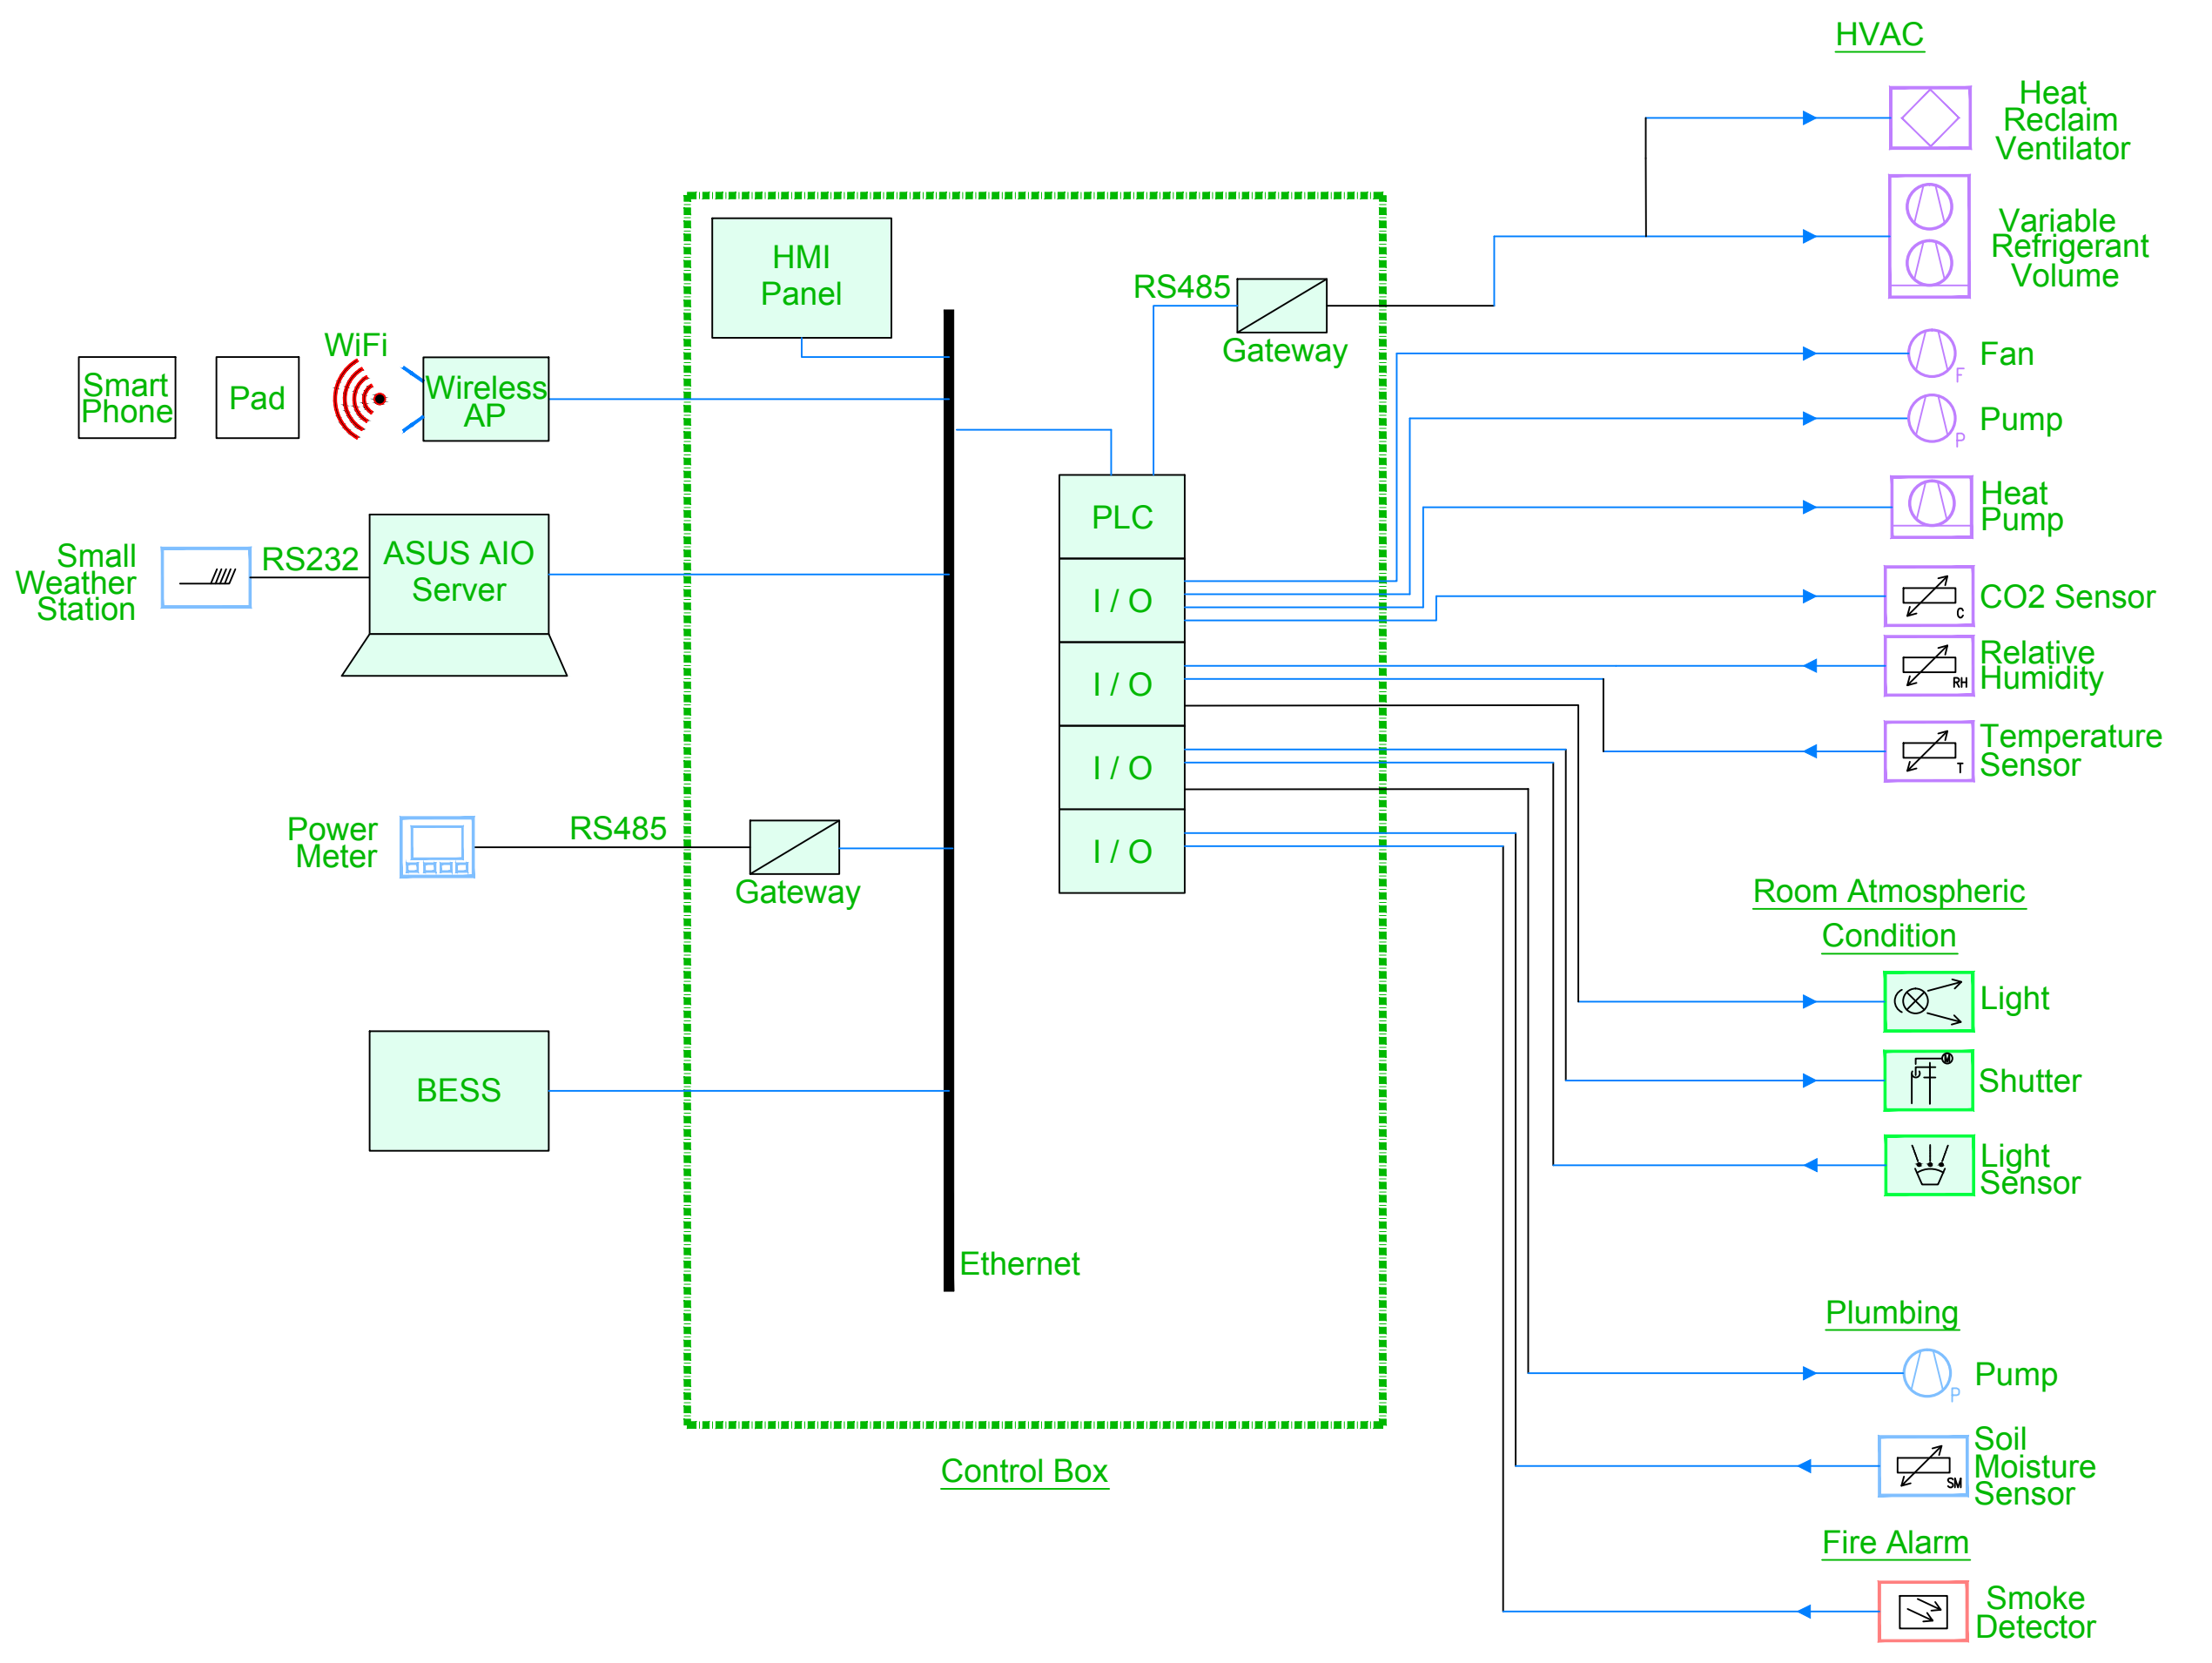 HVAC
Heat
Reclaim
Ventilator
Variable
Refrigerant
Volume
HMI
Panel
RS485
Gateway
WiFi
Smart
Phone
Pad
Wireless
AP
Fan
F
Pump
P
PLC
Heat
Pump
Small
Weather
Station
RS232
ASUS AIO
Server
I / O
CO2 Sensor
C
I / O
Relative
Humidity
RH
I / O
Temperature
Sensor
T
Power
Meter
RS485
Gateway
I / O
Room Atmospheric
Condition
Light
BESS
M
Shutter
Light
Sensor
Ethernet
Plumbing
Pump
P
Control Box
Soil
Moisture
Sensor
SM
Fire Alarm
Smoke
Detector